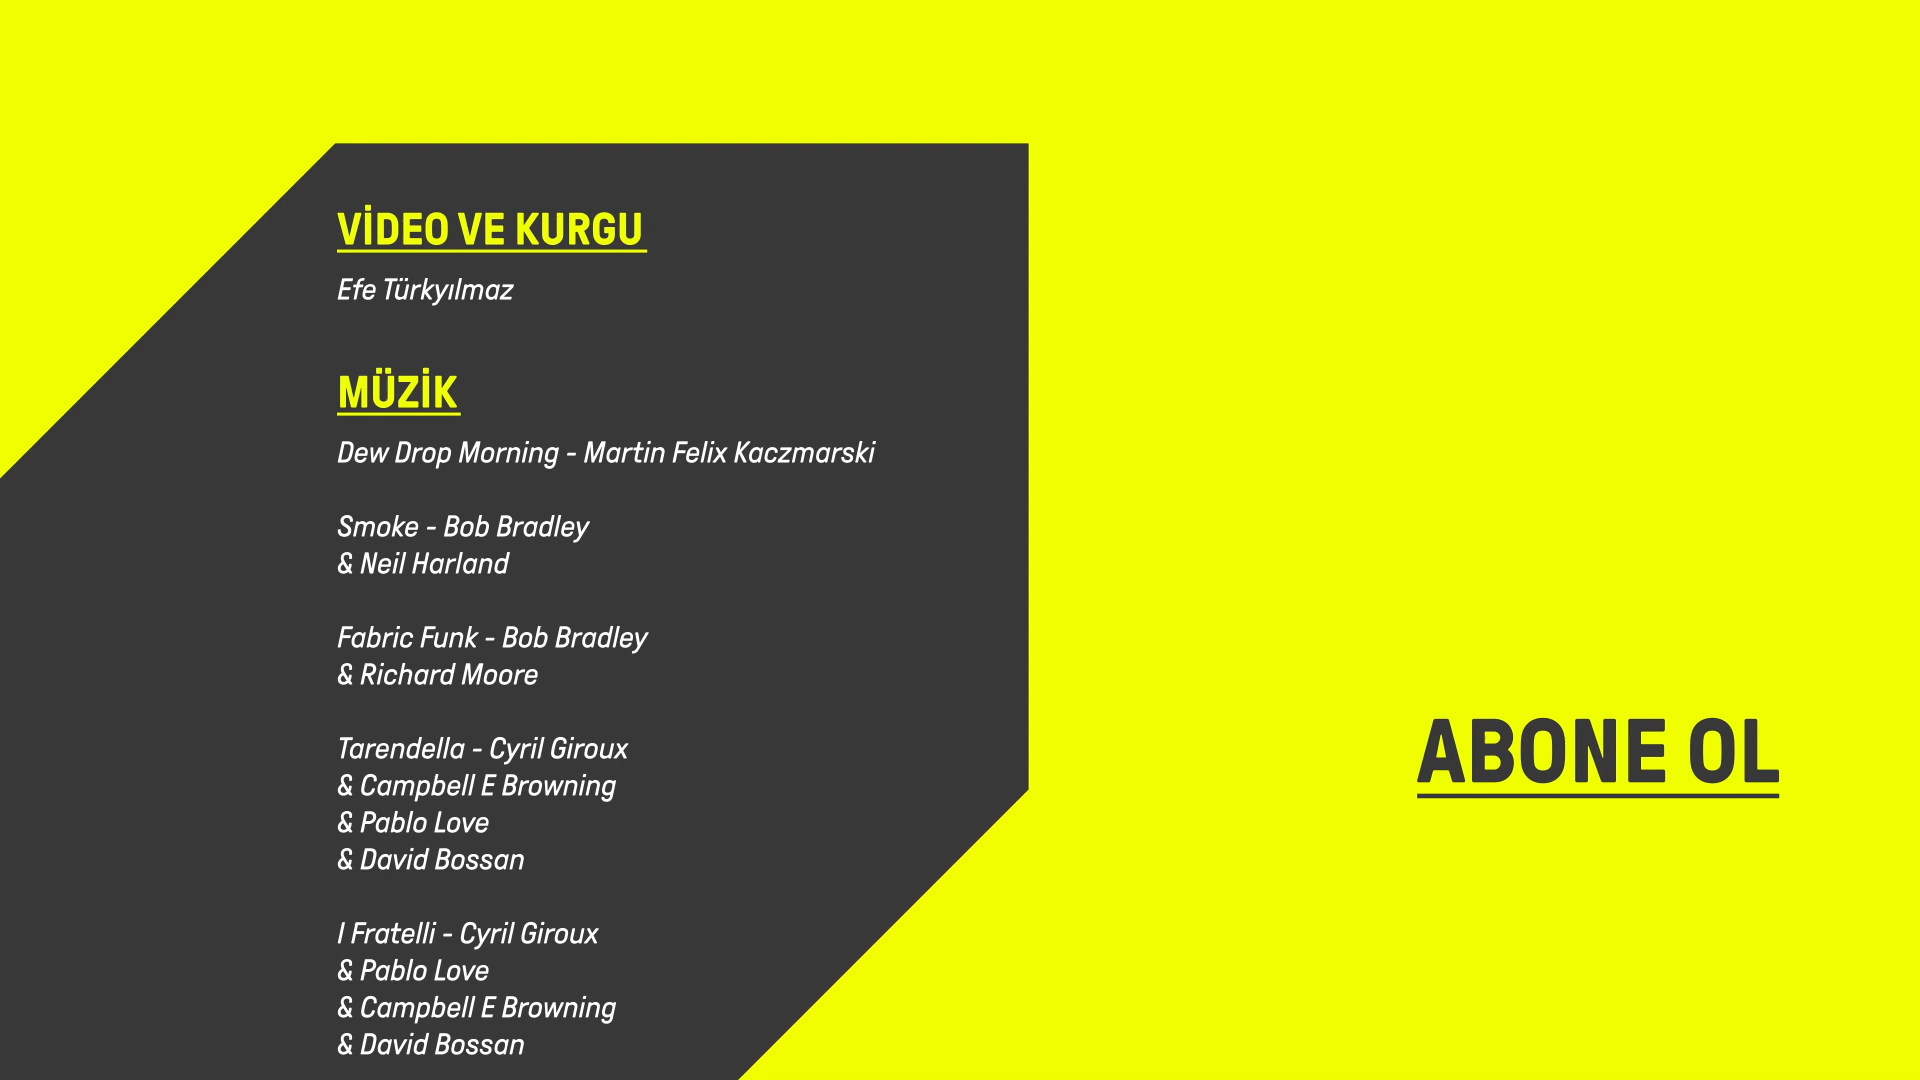 VİDEO VE KURGU
Efe Türkyılmaz
MÜZİK
Dew Drop Morning - Martin Felix Kaczmarski
Smoke - Bob Bradley
& Neil Harland
Fabric Funk - Bob Bradley
& Richard Moore
Tarendella - Cyril Giroux
& Campbell E Browning
& Pablo Love
& David Bossan
I Fratelli - Cyril Giroux
& Pablo Love
& Campbell E Browning
& David Bossan
ABONE OL